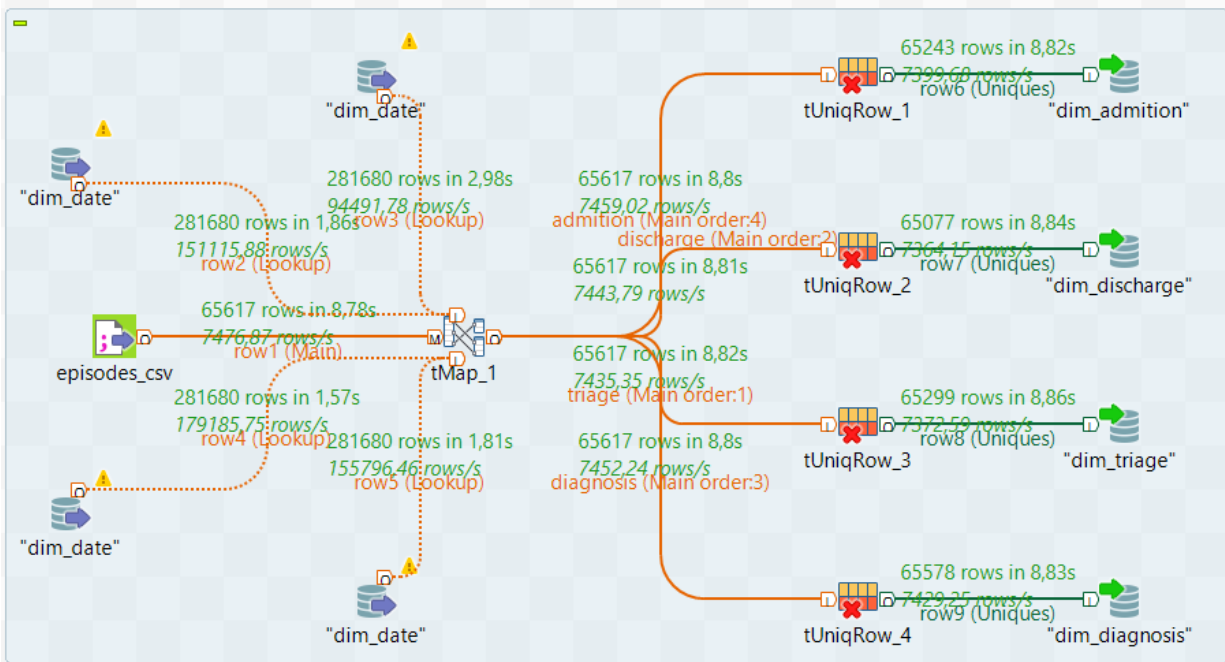 "dim_date"
"dim_date"
281680 rows in 2,98s
94491,78 rows/s
row3 (Lookup)
281680 rows in 1,86s
151115,88 rows/s
row2 (Lookup)
65617 rows in 8,78s
7476,87 rows/s
row1 (Main)
episodes_csv
tMap_1
281680 rows in 1,57s
179185,75 rows/s
row4 (Lookup)
281680 rows in 1,81s
155796,46 rows/s
row5 (Lookup)
"dim_date"
"dim_date"
65617 rows in 8,8s
7459,02 rows/s
admition (Main order:4)
discharge (Main order:2)
65617 rows in 8,81s
7443,79 rows/s
65617 rows in 8,82s
7435,35 rows/s
triage (Main order:1)
65617 rows in 8,8s
7452,24 rows/s
diagnosis (Main order:3)
65243 rows in 8,82s
7399,68 rows/s
row6 (Uniques)
tUniqRow_1
"dim_admition"
65077 rows in 8,84s
7364,15 rows/s
row7 (Uniques)
tUniqRow_2
"dim_discharge"
65299 rows in 8,86s
7372,59 rows/s
row8 (Uniques)
tUniqRow_3
"dim_triage"
65578 rows in 8,83s
7429,25 rows/s
row9 (Uniques)
tUniqRow_4
"dim_diagnosis"